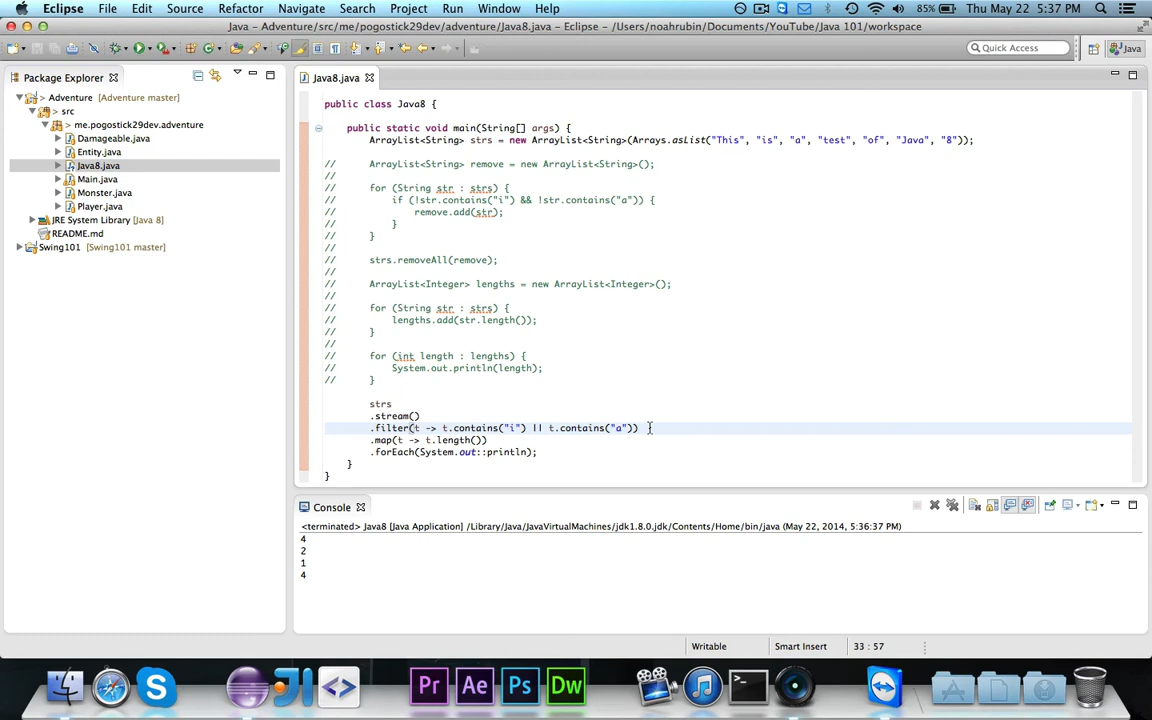 Eclipse File Edit Source Refactor Navigate Search Project Run Window Help 85% Thu May 22 5:37 PM
Java – Adventure/src/me/pogostick29dev/adventure/Java8.java – Eclipse – /Users/noahrubin/Documents/YouTube/Java 101/workspace
Quick Access Java
Package Explorer
Adventure [Adventure master]
src
me.pogostick29dev.adventure
Damageable.java
Entity.java
Java8.java
Main.java
Monster.java
Player.java
JRE System Library [Java 8]
README.md
Swing101 [Swing101 master]
Java8.java
public class Java8 {
public static void main(String[] args) {
ArrayList<String> strs = new ArrayList<String>(Arrays.asList("This", "is", "a", "test", "of", "Java", "8"));
// ArrayList<String> remove = new ArrayList<String>();
//
// for (String str : strs) {
// if (!str.contains("i") && !str.contains("a")) {
// remove.add(str);
// }
// }
//
// strs.removeAll(remove);
//
// ArrayList<Integer> lengths = new ArrayList<Integer>();
//
// for (String str : strs) {
// lengths.add(str.length());
// }
//
// for (int length : lengths) {
// System.out.println(length);
// }
strs
.stream()
.filter(t -> t.contains("i") || t.contains("a"))
.map(t -> t.length())
.forEach(System.out::println);
}
}
Console
<terminated> Java8 [Java Application] /Library/Java/JavaVirtualMachines/jdk1.8.0.jdk/Contents/Home/bin/java (May 22, 2014, 5:36:37 PM)
4
2
1
4
Writable Smart Insert 33 : 57
Pr Ae Ps Dw